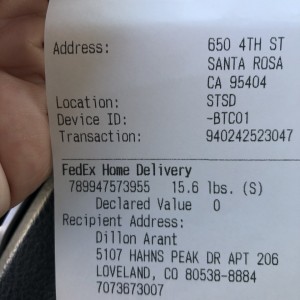 Address: 650 4TH ST
SANTA ROSA
CA 95404
Location: STSD
Device ID: -BTC01
Transaction: 940242523047
FedEx Home Delivery
789947573955 15.6 lbs. (S)
Declared Value 0
Recipient Address:
Dillon Arant
5107 HAHNS PEAK DR APT 206
LOVELAND, CO 80538-8884
7073673007